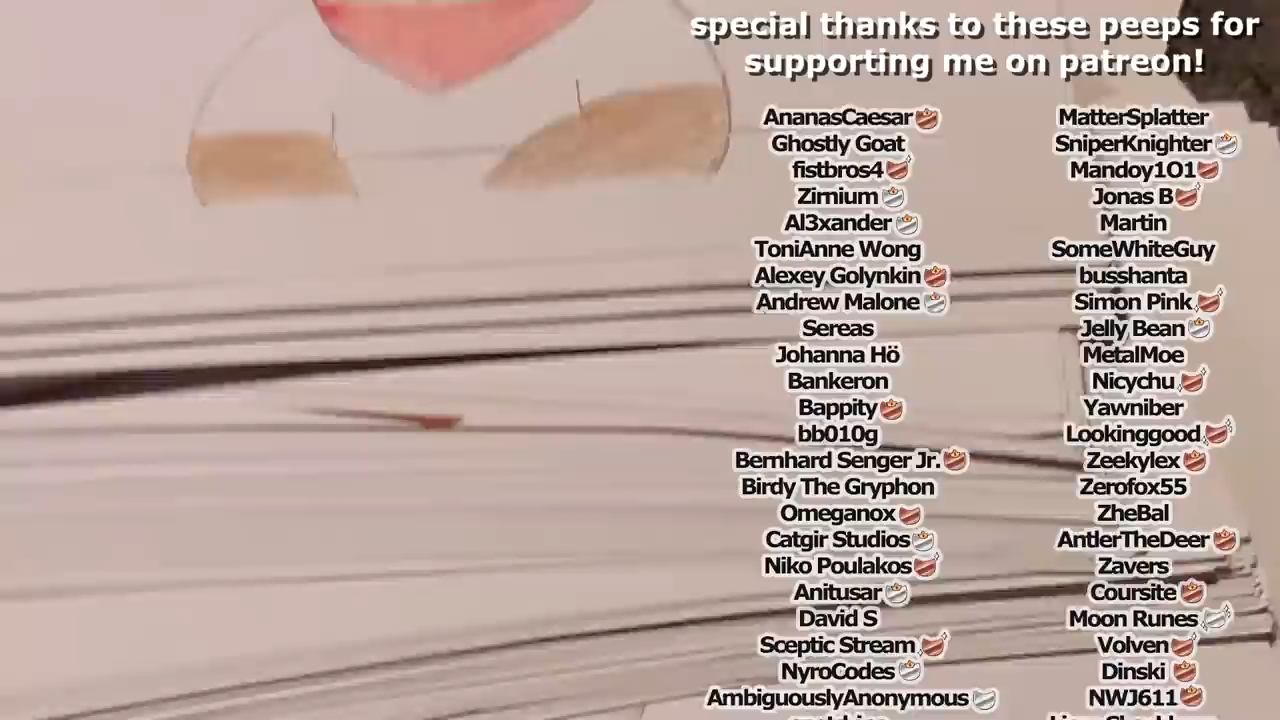 special thanks to these peeps for
supporting me on patreon!
AnanasCaesar
Ghostly Goat
fistbros4
Zirnium
Al3xander
ToniAnne Wong
Alexey Golynkin
Andrew Malone
Sereas
Johanna Hö
Bankeron
Bappity
bb010g
Bernhard Senger Jr.
Birdy The Gryphon
Omeganox
Catgir Studios
Niko Poulakos
Anitusar
David S
Sceptic Stream
NyroCodes
AmbiguouslyAnonymous
MatterSplatter
SniperKnighter
Mandoy1O1
Jonas B
Martin
SomeWhiteGuy
busshanta
Simon Pink
Jelly Bean
MetalMoe
Nicychu
Yawniber
Lookinggood
Zeekylex
Zerofox55
ZheBal
AntlerTheDeer
Zavers
Coursite
Moon Runes
Volven
Dinski
NWJ611